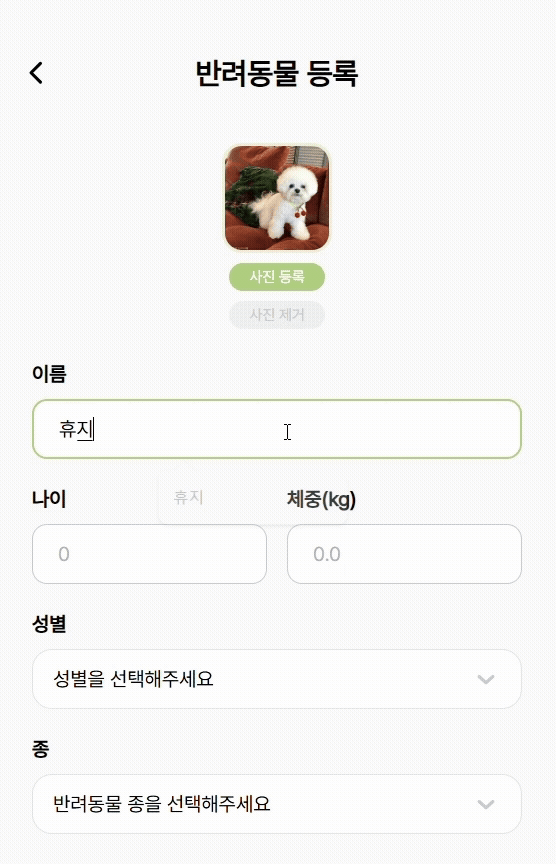 반려동물 등록
사진 등록
사진 제거
이름
휴지
나이
휴지
체중(kg)
0
0.0
성별
성별을 선택해주세요
종
반려동물 종을 선택해주세요